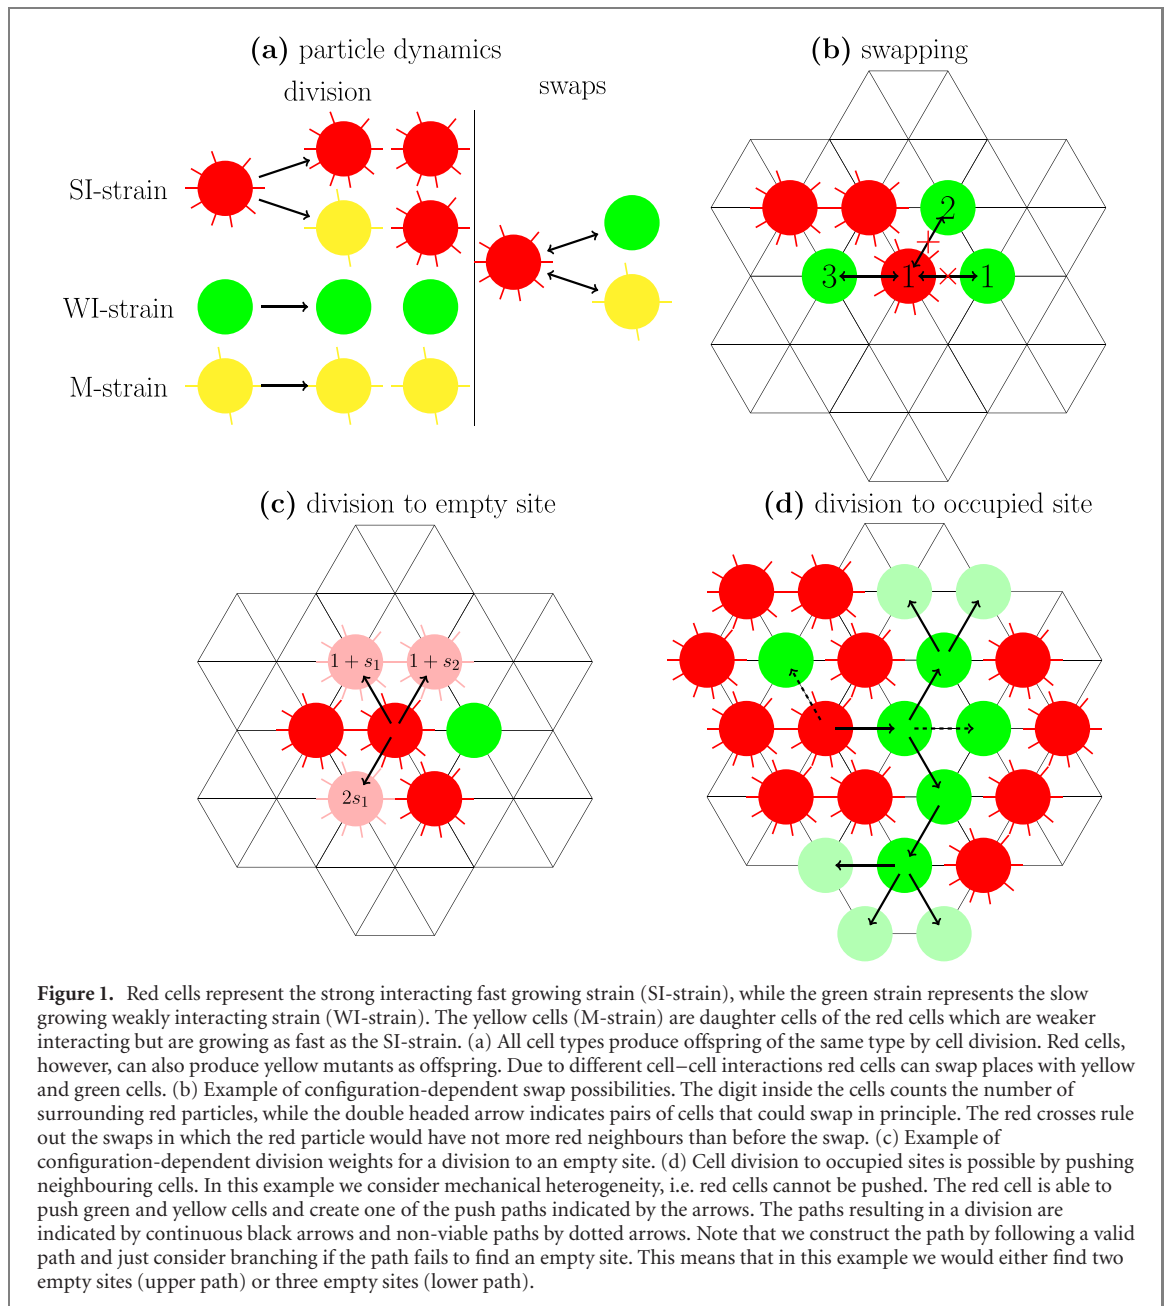 (a) particle dynamics
division
swaps
SI-strain
WI-strain
M-strain
(b) swapping
2
3
1
1
(c) division to empty site
1 + s₁
1 + s₂
2s₁
(d) division to occupied site
Figure 1. Red cells represent the strong interacting fast growing strain (SI-strain), while the green strain represents the slow
growing weakly interacting strain (WI-strain). The yellow cells (M-strain) are daughter cells of the red cells which are weaker
interacting but are growing as fast as the SI-strain. (a) All cell types produce offspring of the same type by cell division. Red cells,
however, can also produce yellow mutants as offspring. Due to different cell–cell interactions red cells can swap places with yellow
and green cells. (b) Example of configuration-dependent swap possibilities. The digit inside the cells counts the number of
surrounding red particles, while the double headed arrow indicates pairs of cells that could swap in principle. The red crosses rule
out the swaps in which the red particle would have not more red neighbours than before the swap. (c) Example of
configuration-dependent division weights for a division to an empty site. (d) Cell division to occupied sites is possible by pushing
neighbouring cells. In this example we consider mechanical heterogeneity, i.e. red cells cannot be pushed. The red cell is able to
push green and yellow cells and create one of the push paths indicated by the arrows. The paths resulting in a division are
indicated by continuous black arrows and non-viable paths by dotted arrows. Note that we construct the path by following a valid
path and just consider branching if the path fails to find an empty site. This means that in this example we would either find two
empty sites (upper path) or three empty sites (lower path).